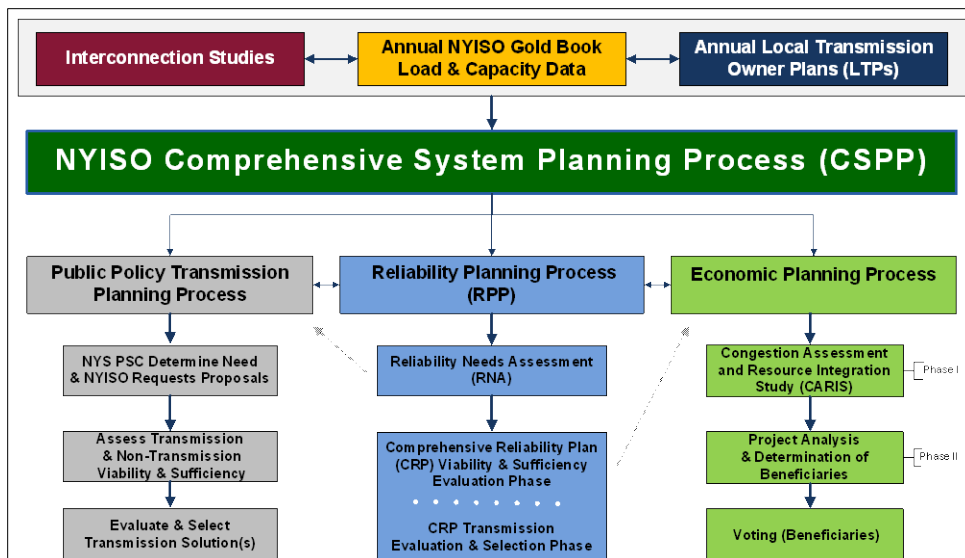 Interconnection Studies
Annual NYISO Gold Book
Load & Capacity Data
Annual Local Transmission
Owner Plans (LTPs)
NYISO Comprehensive System Planning Process (CSPP)
Public Policy Transmission
Planning Process
Reliability Planning Process
(RPP)
Economic Planning Process
NYS PSC Determine Need
& NYISO Requests Proposals
Reliability Needs Assessment
(RNA)
Congestion Assessment
and Resource Integration
Study (CARIS)
Phase I
Assess Transmission
& Non-Transmission
Viability & Sufficiency
Comprehensive Reliability Plan
(CRP) Viability & Sufficiency
Evaluation Phase
Project Analysis
& Determination of
Beneficiaries
Phase II
Evaluate & Select
Transmission Solution(s)
CRP Transmission
Evaluation & Selection Phase
Voting (Beneficiaries)